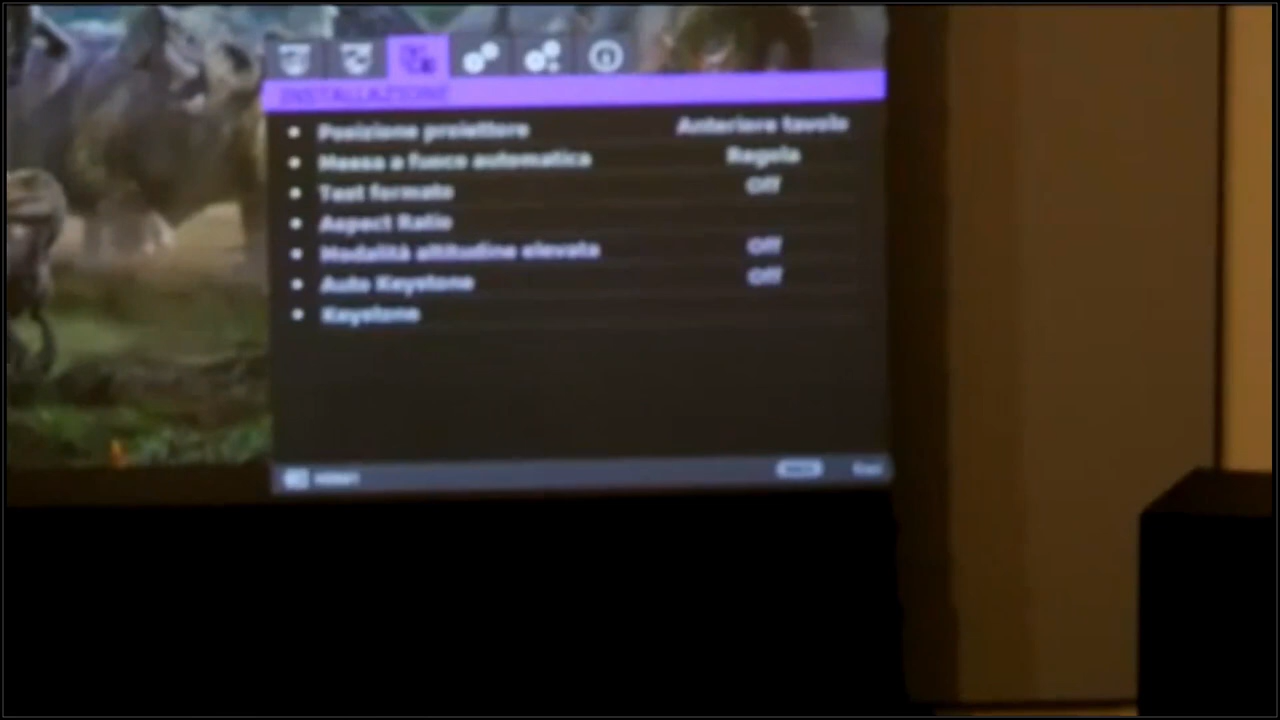 INSTALLAZIONE
Posizione proiettore Anteriore tavolo
Messa a fuoco automatica Regola
Test formato Off
Aspect Ratio
Modalità altitudine elevata Off
Auto Keystone Off
Keystone